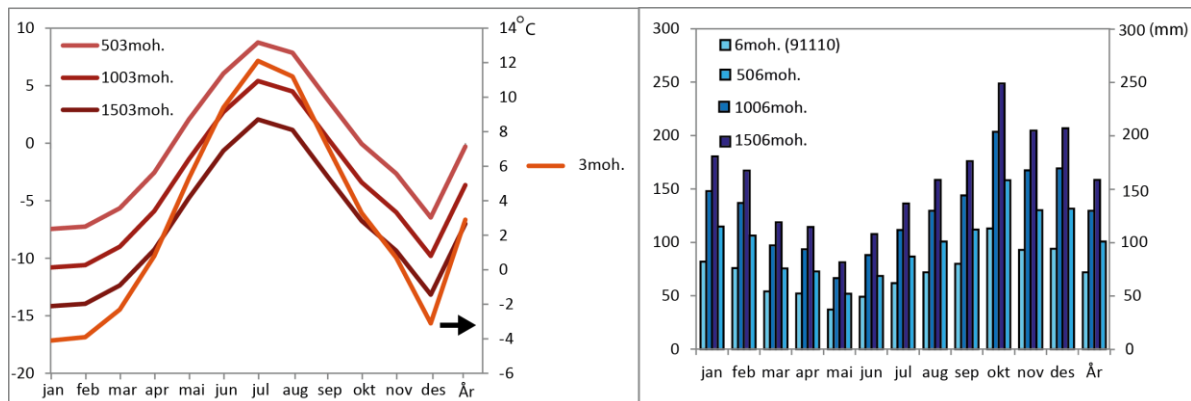 10
5
0
-5
-10
-15
-20
503moh.
1003moh.
1503moh.
14°C
12
10
8
6
4
2
0
-2
-4
-6
3moh.
jan feb mar apr mai jun jul aug sep okt nov des År
300
250
200
150
100
50
0
6moh. (91110)
506moh.
1006moh.
1506moh.
300 (mm)
250
200
150
100
50
0
jan feb mar apr mai jun jul aug sep okt nov des År